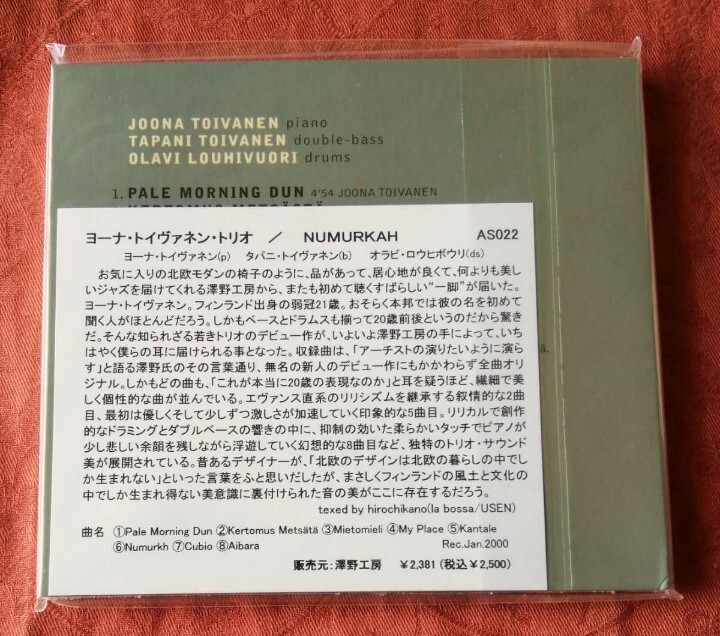 JOONA TOIVANEN piano
TAPANI TOIVANEN double-bass
OLAVI LOUHIVUORI drums
1. PALE MORNING DUN 4'54 JOONA TOIVANEN
ヨーナ・トイヴァネン・トリオ ／ NUMURKAH AS022
ヨーナ・トイヴァネン(p) タパニ・トイヴァネン(b) オラビ・ロウヒボウリ(ds)
お気に入りの北欧モダンの椅子のように、品があって、居心地が良くて、何よりも美し
いジャズを届けてくれる澤野工房から、またも初めて聴くすばらしい“一脚”が届いた。
ヨーナ・トイヴァネン。フィンランド出身の弱冠21歳。おそらく本邦では彼の名を初めて
聞く人がほとんどだろう。しかもベースとドラムスも揃って20歳前後というのだから驚き
だ。そんな知られざる若きトリオのデビュー作が、いよいよ澤野工房の手によって、いち
はやく僕らの耳に届けられる事となった。収録曲は、「アーチストの演りたいように演ら
す」と語る澤野氏のその言葉通り、無名の新人のデビュー作にもかかわらず全曲オリ
ジナル。しかもどの曲も、「これが本当に20歳の表現なのか」と耳を疑うほど、繊細で美
しく個性的な曲が並んでいる。エヴァンス直系のリリシズムを継承する叙情的な2曲
目、最初は優しくそして少しずつ激しさが加速していく印象的な5曲目。リリカルで創作
的なドラミングとダブルベースの響きの中に、抑制の効いた柔らかいタッチでピアノが
少し悲しい余韻を残しながら浮遊していく幻想的な8曲目など、独特のトリオ・サウンド
美が展開されている。昔あるデザイナーが、「北欧のデザインは北欧の暮らしの中でし
か生まれない」といった言葉をふと思いだしたが、まさしくフィンランドの風土と文化の
中でしか生まれ得ない美意識に裏付けられた音の美がここに存在するだろう。
texed by hirochikano(la bossa/USEN)
曲名 ①Pale Morning Dun ②Kertomus Metsätä ③Mietomieli ④My Place ⑤Kantale
⑥Numurkh ⑦Cubio ⑧Aibara Rec.Jan.2000
販売元：澤野工房 ￥2,381（税込￥2,500）